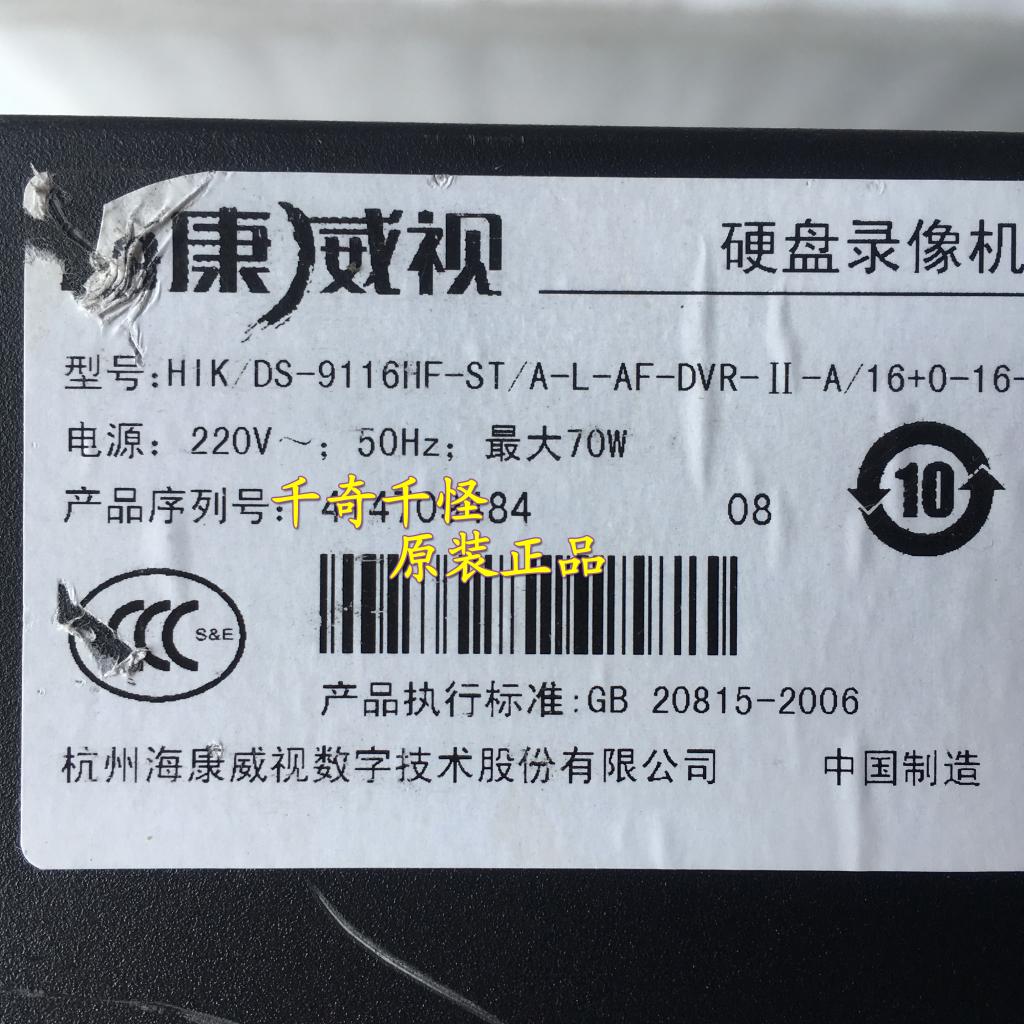 康威视
硬盘录像机
型号:HIK/DS-9116HF-ST/A-L-AF-DVR-Ⅱ-A/16+0-16-
电源: 220V～; 50Hz; 最大70W
产品序列号: 84 08
千奇千怪
原装正品
10
S&E
产品执行标准:GB 20815-2006
杭州海康威视数字技术股份有限公司 中国制造